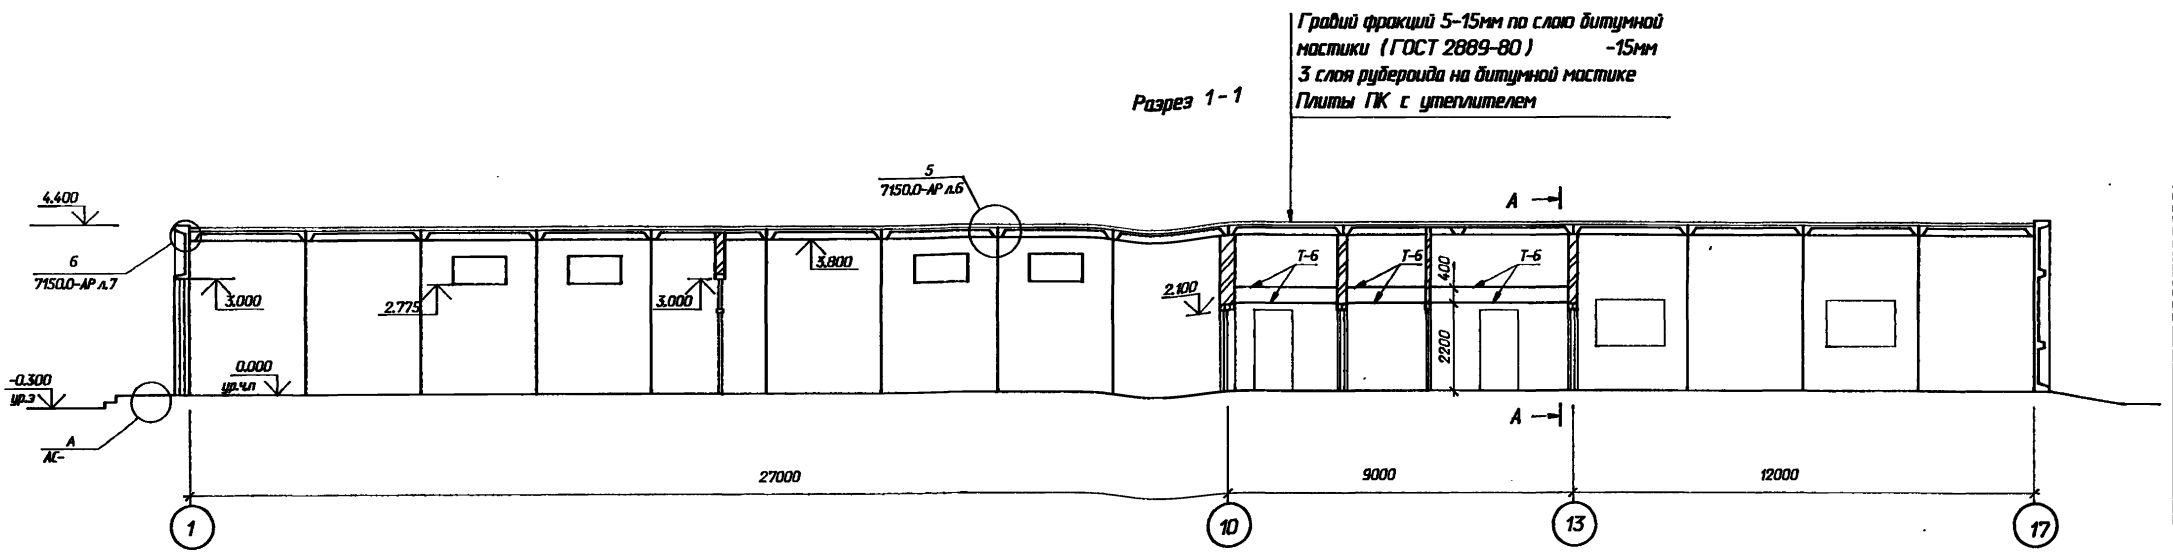 Гравий фракций 5-15мм по слою битумной
мастики (ГОСТ 2889-80) -15мм
3 слоя рубероида на битумной мастике
Плиты ПК с утеплителем
Разрез 1-1
5
7150.0-АР л.6
4.400
А
6
7150.0-АР л.7
3.800
Т-6
Т-6
Т-6
400
3.000
2.775
3.000
2.100
2200
0.000
ур.ч.п
-0.300
ур.з
А
АС-
А
27000
9000
12000
1
10
13
17